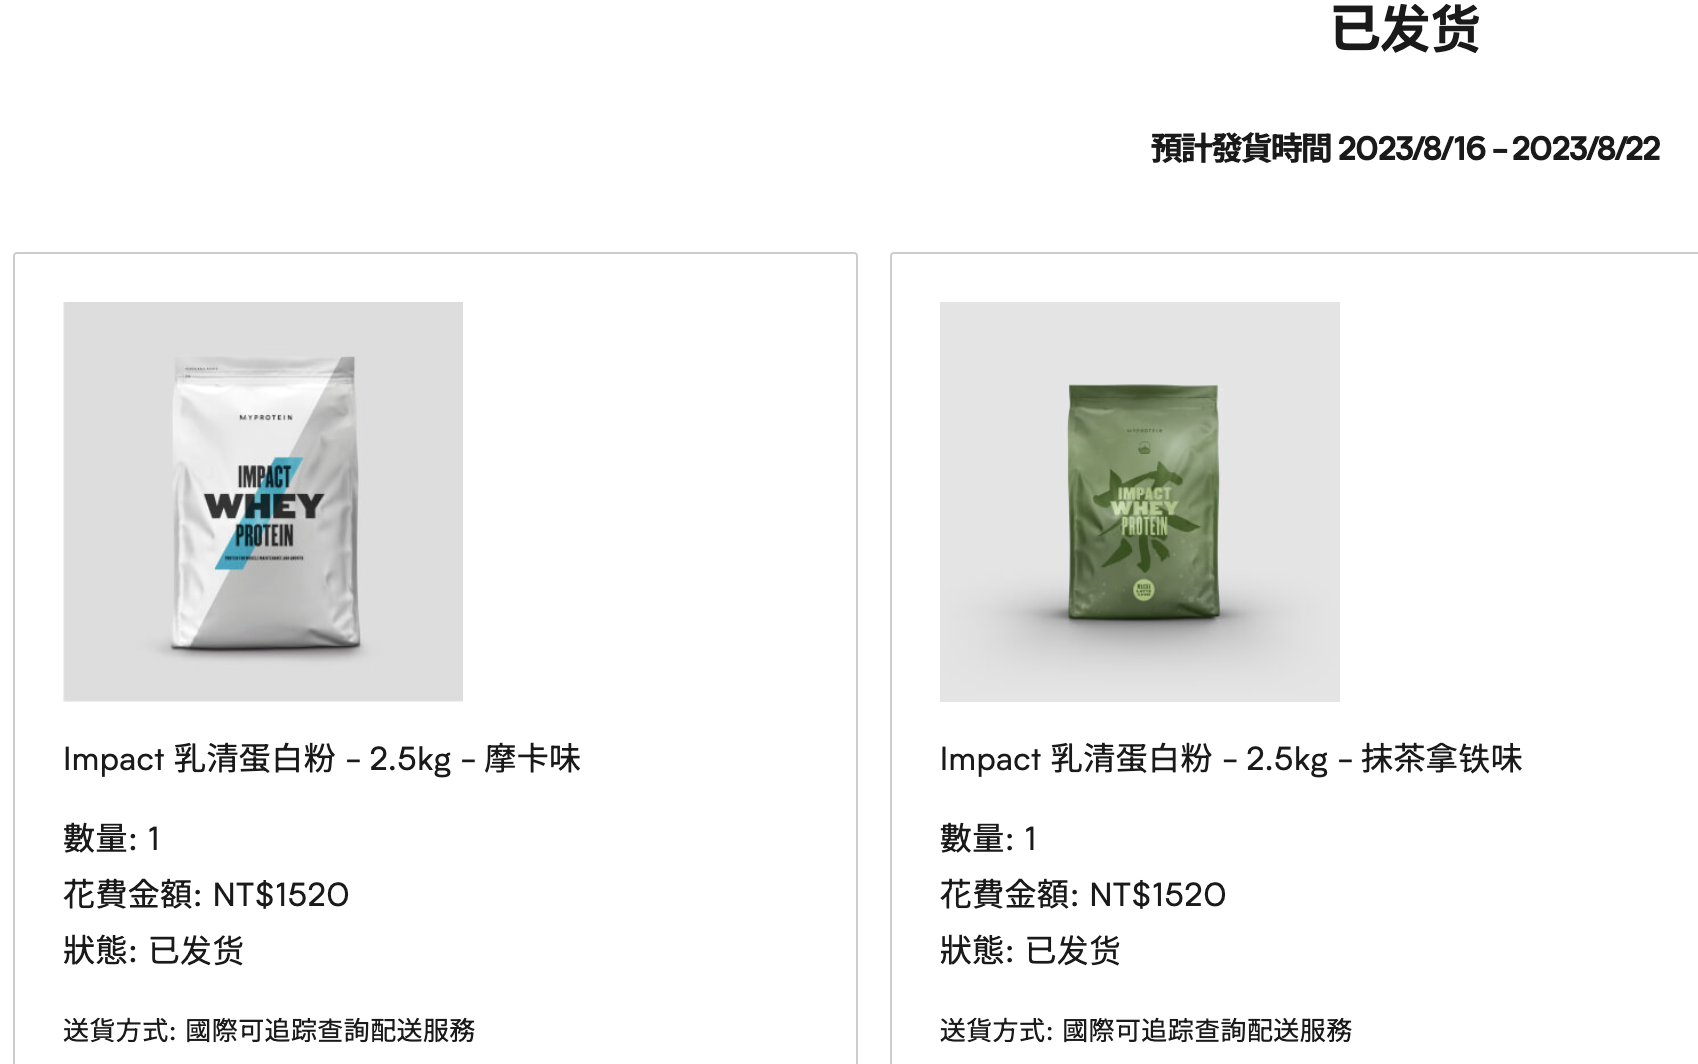 已发货
預計發貨時間 2023/8/16 – 2023/8/22
MYPROTEIN
IMPACT
WHEY
PROTEIN
Impact 乳清蛋白粉 – 2.5kg – 摩卡味
數量: 1
花費金額: NT$1520
狀態: 已发货
送貨方式: 國際可追踪查詢配送服務
MYPROTEIN
茶
IMPACT
WHEY
PROTEIN
Impact 乳清蛋白粉 – 2.5kg – 抹茶拿铁味
數量: 1
花費金額: NT$1520
狀態: 已发货
送貨方式: 國際可追踪查詢配送服務